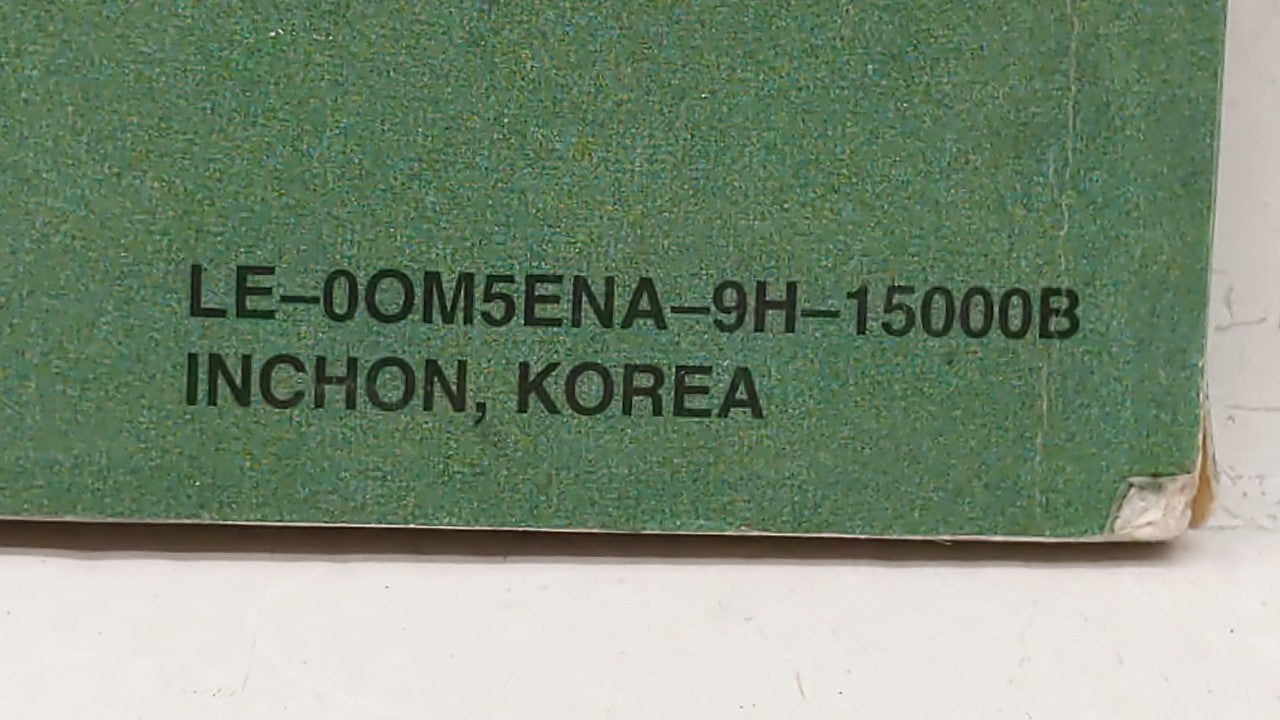 LE–0OM5ENA–9H–15000B
INCHON, KOREA